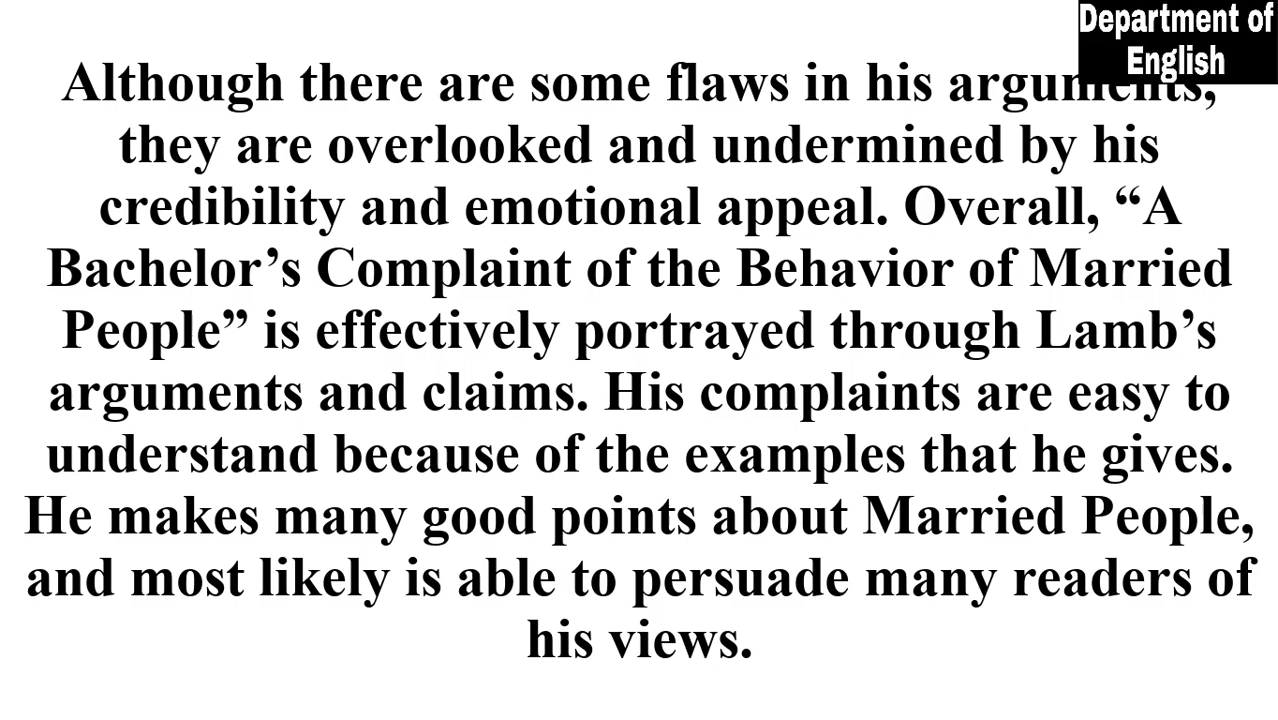 Department of
English
Although there are some flaws in his arguments,
they are overlooked and undermined by his
credibility and emotional appeal. Overall, “A
Bachelor’s Complaint of the Behavior of Married
People” is effectively portrayed through Lamb’s
arguments and claims. His complaints are easy to
understand because of the examples that he gives.
He makes many good points about Married People,
and most likely is able to persuade many readers of
his views.